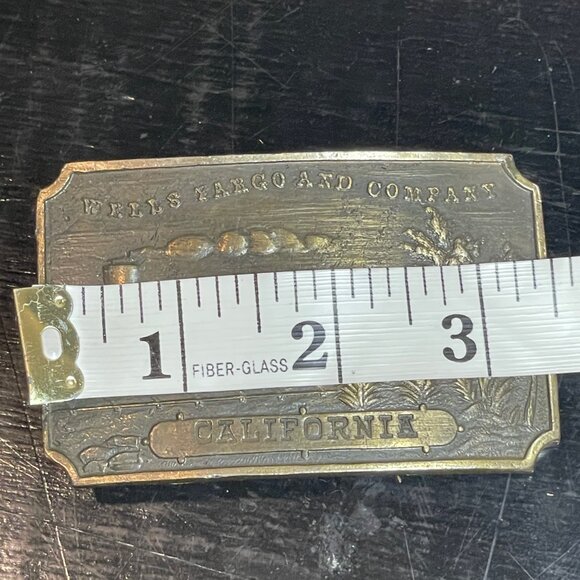 WELLS FARGO AND COMPANY
1 2 3
FIBER-GLASS
CALIFORNIA